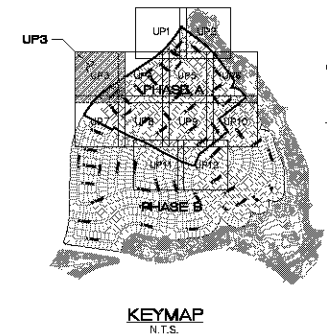 UP1 UP2
UP3
UP3 UP4 UP5 UP6
PHASE A
UP7 UP8 UP9 UP10
UP11 UP12
PHASE B
KEYMAP
N.T.S.